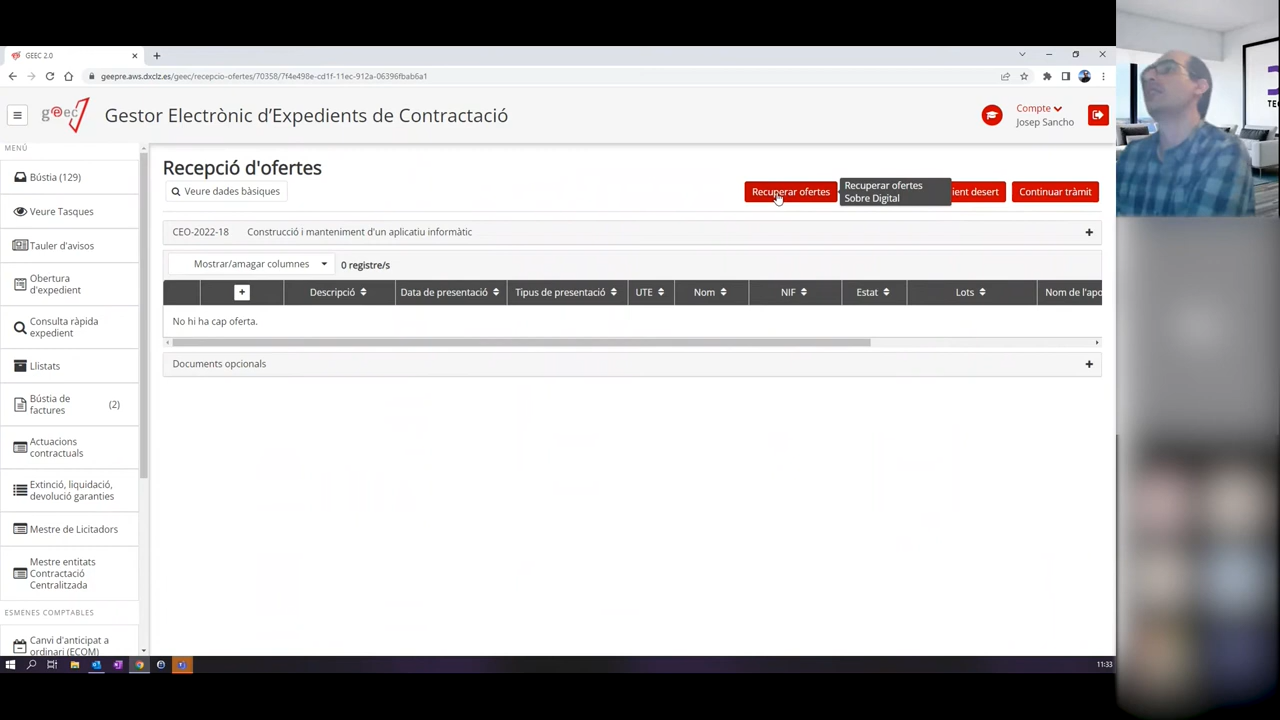 GEEC 2.0
geepre.aws.dxclz.es/geec/recepcio-ofertes/70358/7f4e498e-cd1f-11ec-912a-06396fbab6a1
geec
Gestor Electrònic d'Expedients de Contractació
Compte
Josep Sancho
MENÚ
Bústia (129)
Veure Tasques
Tauler d'avisos
Obertura
d'expedient
Consulta ràpida
expedient
Llistats
Bústia de
factures
(2)
Actuacions
contractuals
Extinció, liquidació,
devolució garanties
Mestre de Licitadors
Mestre entitats
Contractació
Centralitzada
ESMENES COMPTABLES
Canvi d'anticipat a
ordinari (ECOM)
Recepció d'ofertes
Veure dades bàsiques
Recuperar ofertes
Recuperar ofertes
Sobre Digital
ient desert
Continuar tràmit
CEO-2022-18 Construcció i manteniment d'un aplicatiu informàtic
Mostrar/amagar columnes
0 registre/s
Descripció Data de presentació Tipus de presentació UTE Nom NIF Estat Lots Nom de l'apo
No hi ha cap oferta.
Documents opcionals
11:33